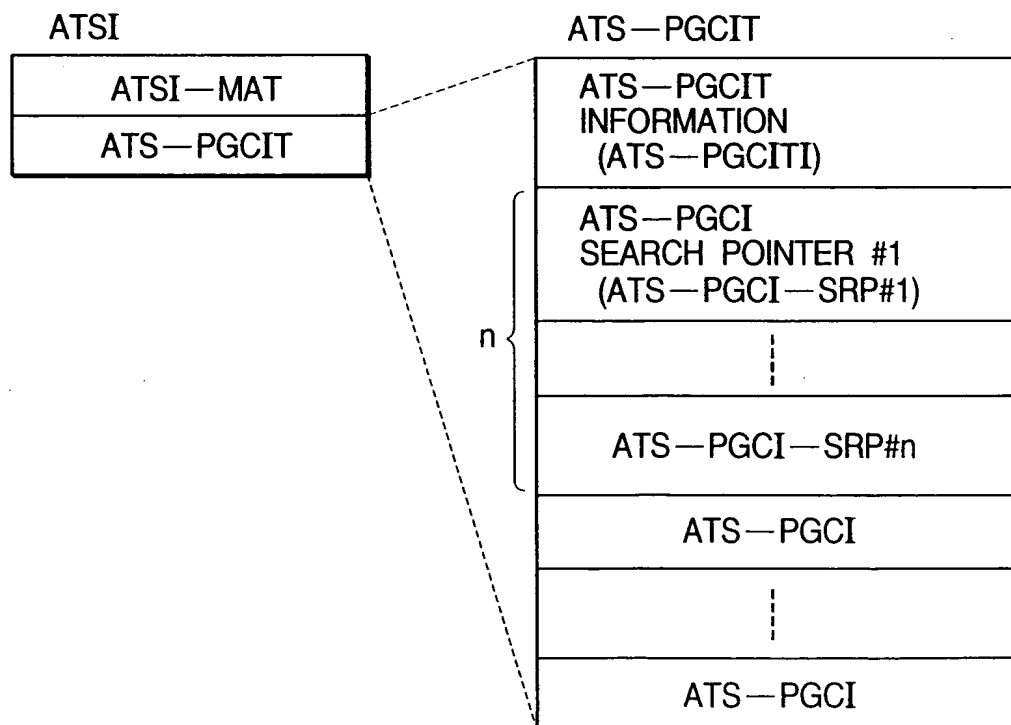 ATSI
ATSI—MAT
ATS—PGCIT
ATS—PGCIT
ATS—PGCIT
INFORMATION
(ATS—PGCITI)
n
ATS—PGCI
SEARCH POINTER #1
(ATS—PGCI—SRP#1)
ATS—PGCI—SRP#n
ATS—PGCI
ATS—PGCI